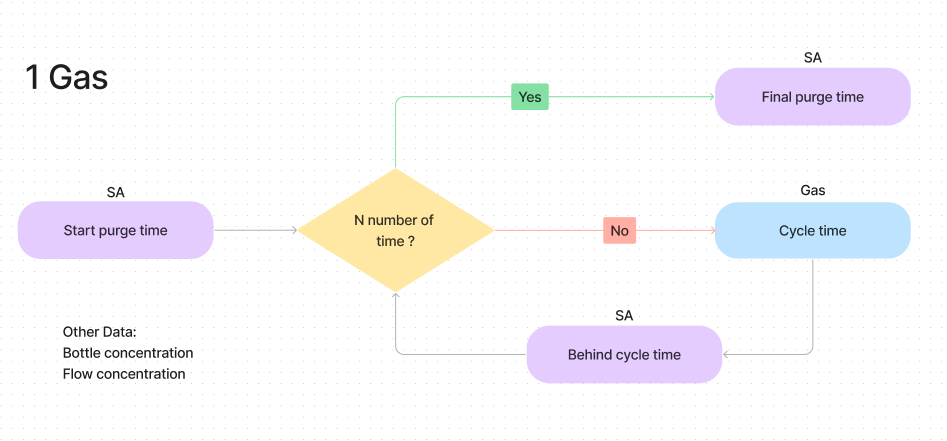 1 Gas
SA
Final purge time
Yes
SA
Start purge time
N number of
time ?
No
Gas
Cycle time
SA
Behind cycle time
Other Data:
Bottle concentration
Flow concentration